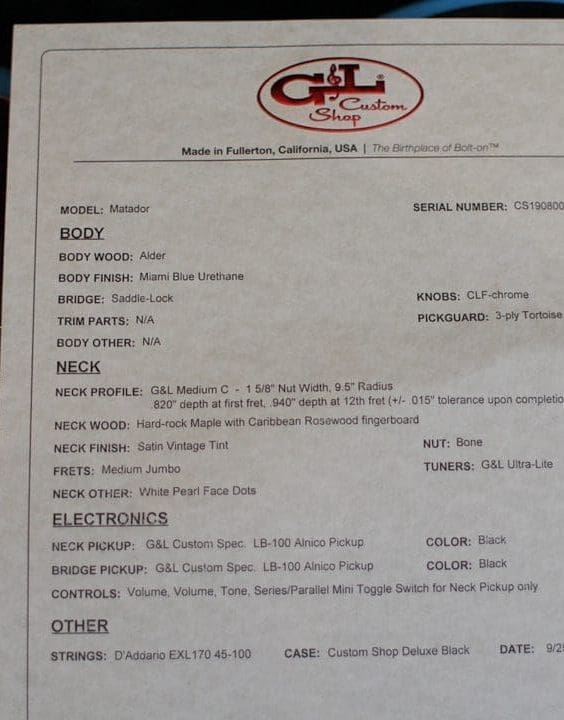 G&L®
Custom
Shop
Made in Fullerton, California, USA | The Birthplace of Bolt-on™
MODEL: Matador SERIAL NUMBER: CS190800
BODY
BODY WOOD: Alder
BODY FINISH: Miami Blue Urethane
BRIDGE: Saddle-Lock KNOBS: CLF-chrome
TRIM PARTS: N/A PICKGUARD: 3-ply Tortoise
BODY OTHER: N/A
NECK
NECK PROFILE: G&L Medium C - 1 5/8" Nut Width, 9.5" Radius
.820" depth at first fret, .940" depth at 12th fret (+/- .015" tolerance upon completio
NECK WOOD: Hard-rock Maple with Caribbean Rosewood fingerboard
NECK FINISH: Satin Vintage Tint NUT: Bone
FRETS: Medium Jumbo TUNERS: G&L Ultra-Lite
NECK OTHER: White Pearl Face Dots
ELECTRONICS
NECK PICKUP: G&L Custom Spec. LB-100 Alnico Pickup COLOR: Black
BRIDGE PICKUP: G&L Custom Spec. LB-100 Alnico Pickup COLOR: Black
CONTROLS: Volume, Volume, Tone, Series/Parallel Mini Toggle Switch for Neck Pickup only
OTHER
STRINGS: D'Addario EXL170 45-100 CASE: Custom Shop Deluxe Black DATE: